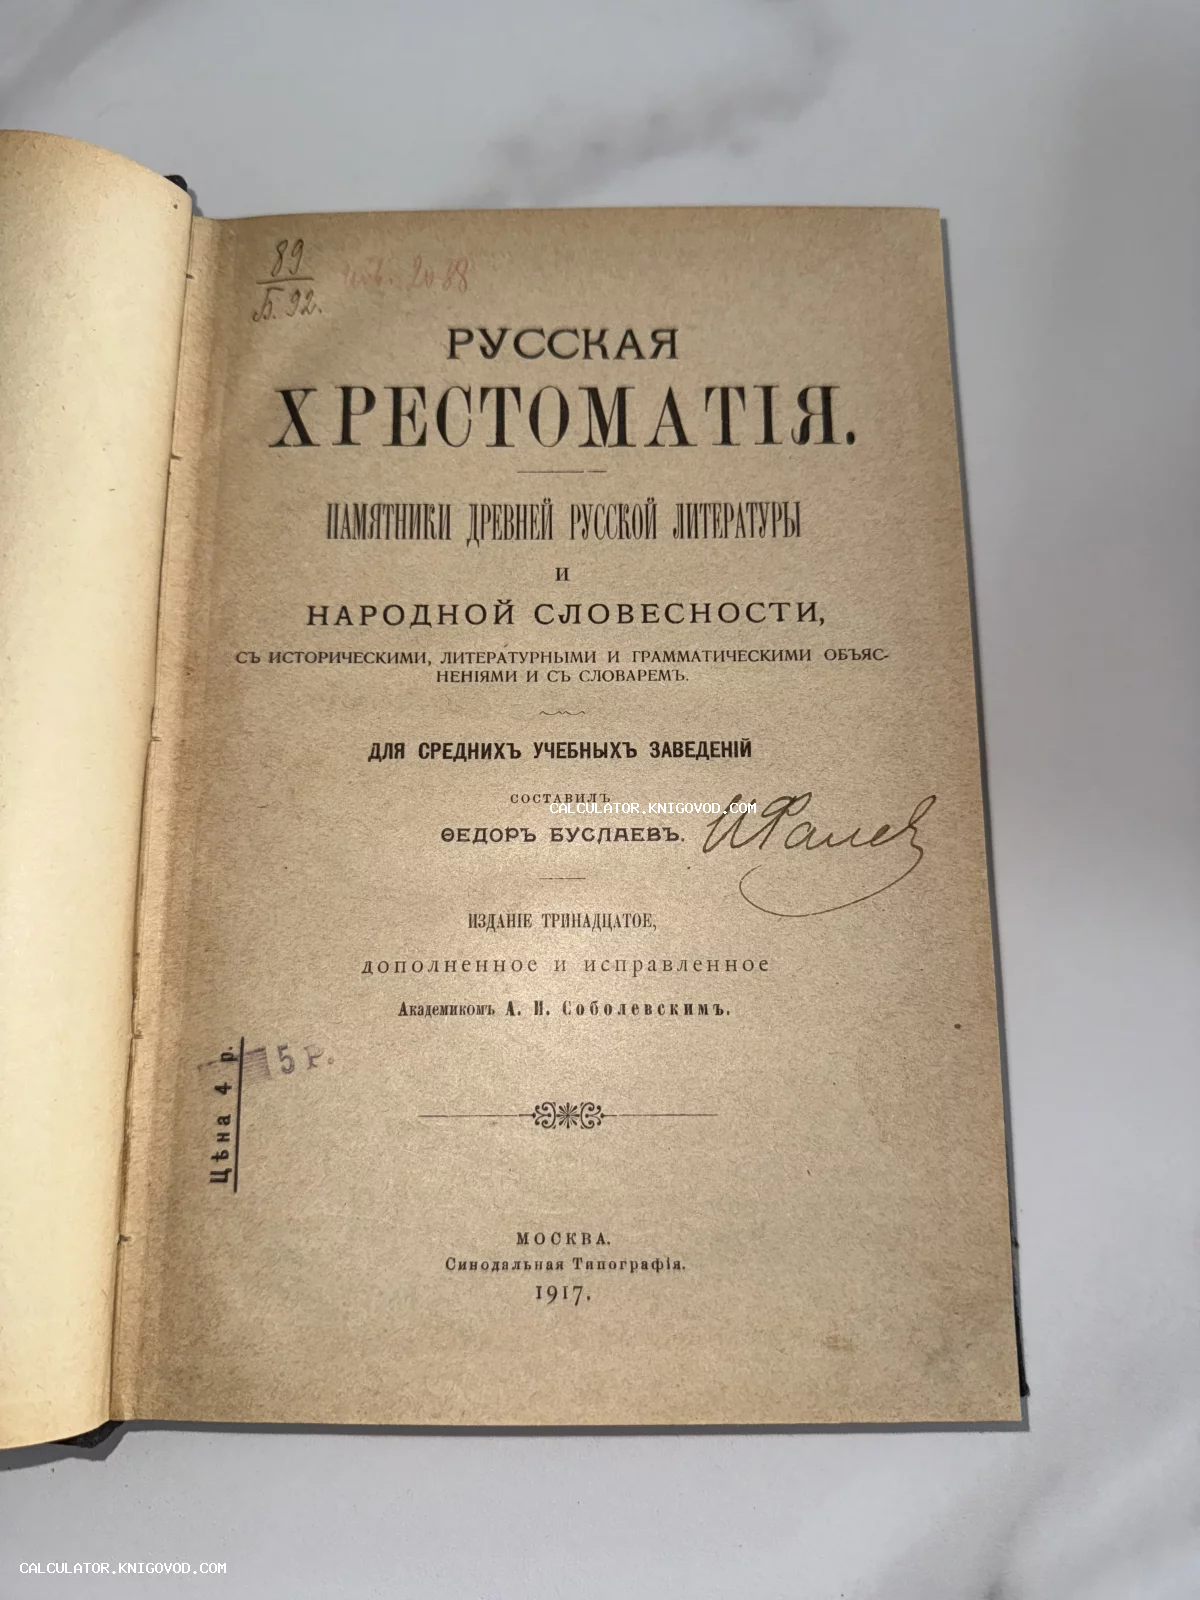 89
Б. 92.
инв. 2088
РУССКАЯ
ХРЕСТОМАТІЯ.
ПАМЯТНИКИ ДРЕВНЕЙ РУССКОЙ ЛИТЕРАТУРЫ
И
НАРОДНОЙ СЛОВЕСНОСТИ,
СЪ ИСТОРИЧЕСКИМИ, ЛИТЕРАТУРНЫМИ И ГРАММАТИЧЕСКИМИ ОБЪЯС-
НЕНІЯМИ И СЪ СЛОВАРЕМЪ.
ДЛЯ СРЕДНИХЪ УЧЕБНЫХЪ ЗАВЕДЕНІЙ
СОСТАВИЛЪ
CALCULATOR.KNIGOVOD.COM
ѲЕДОРЪ БУСЛАЕВЪ.
ИЗДАНІЕ ТРИНАДЦАТОЕ,
дополненное и исправленное
Академикомъ А. И. Соболевскимъ.
Цѣна 4 р.
5 Р.
МОСКВА.
Синодальная Типографія.
1917.
CALCULATOR.KNIGOVOD.COM